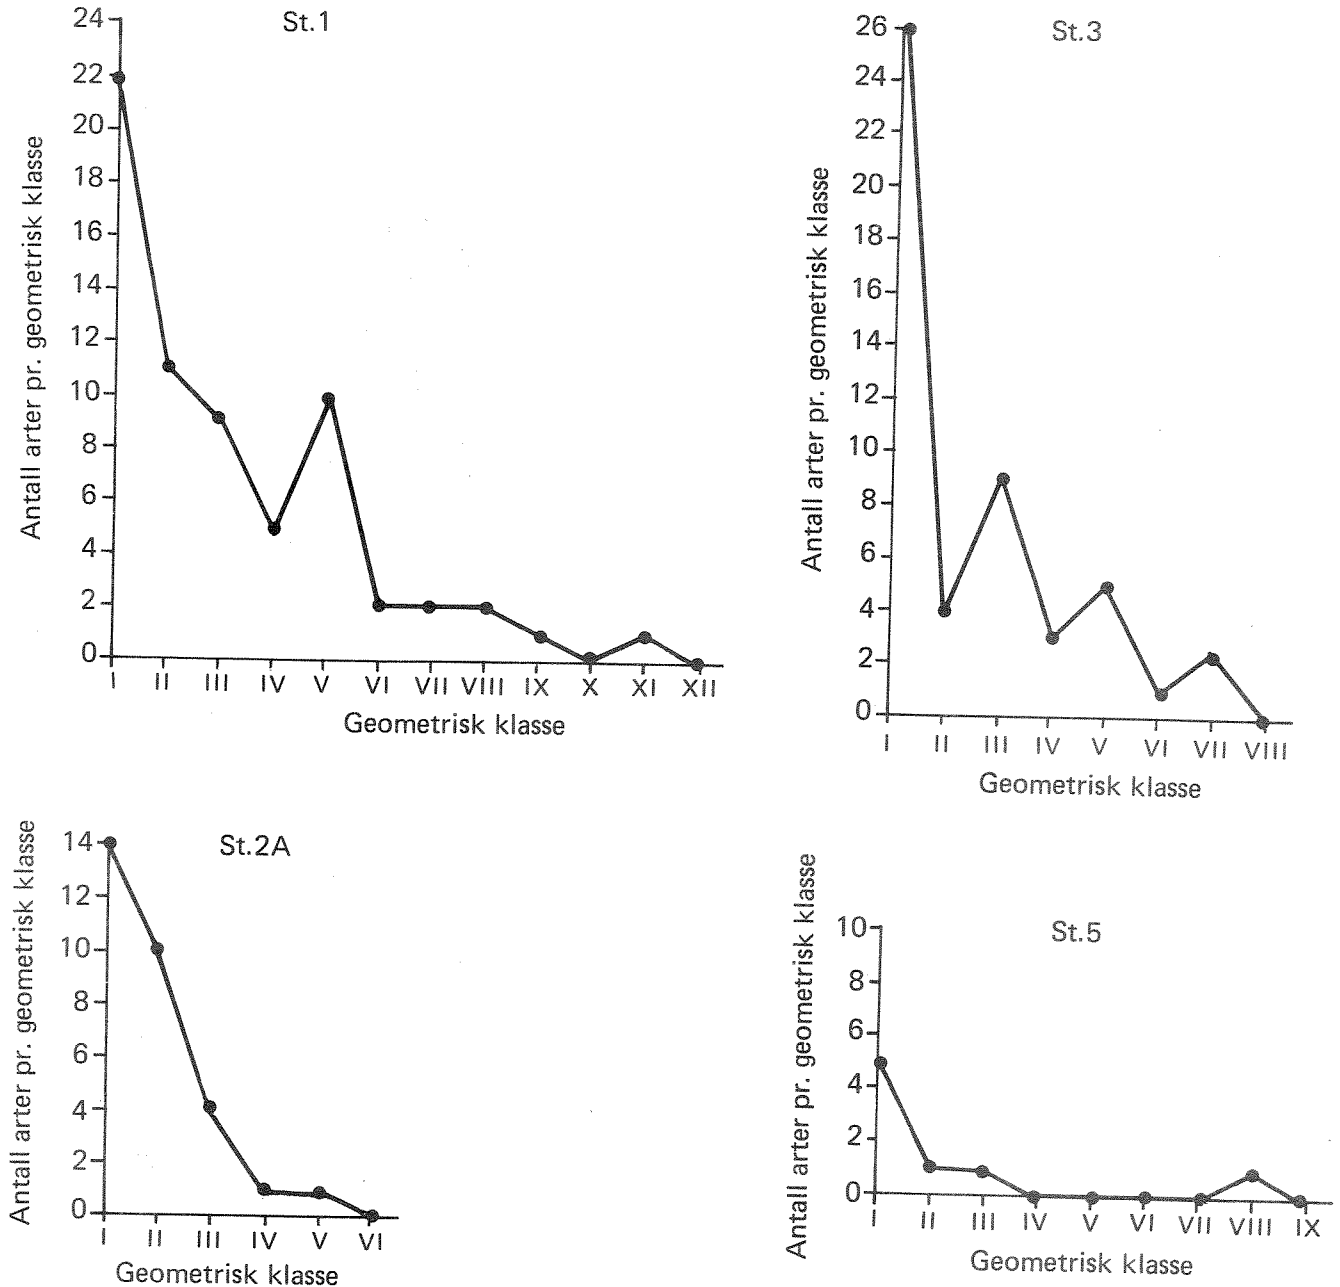 St.1
Antall arter pr. geometrisk klasse
24
22
20
18
16
14
12
10
8
6
4
2
0
I II III IV V VI VII VIII IX X XI XII
Geometrisk klasse
St.3
Antall arter pr. geometrisk klasse
26
24
22
20
18
16
14
12
10
8
6
4
2
0
I II III IV V VI VII VIII
Geometrisk klasse
St.2A
Antall arter pr. geometrisk klasse
14
12
10
8
6
4
2
0
I II III IV V VI
Geometrisk klasse
St.5
Antall arter pr. geometrisk klasse
10
8
6
4
2
0
I II III IV V VI VII VIII IX
Geometrisk klasse